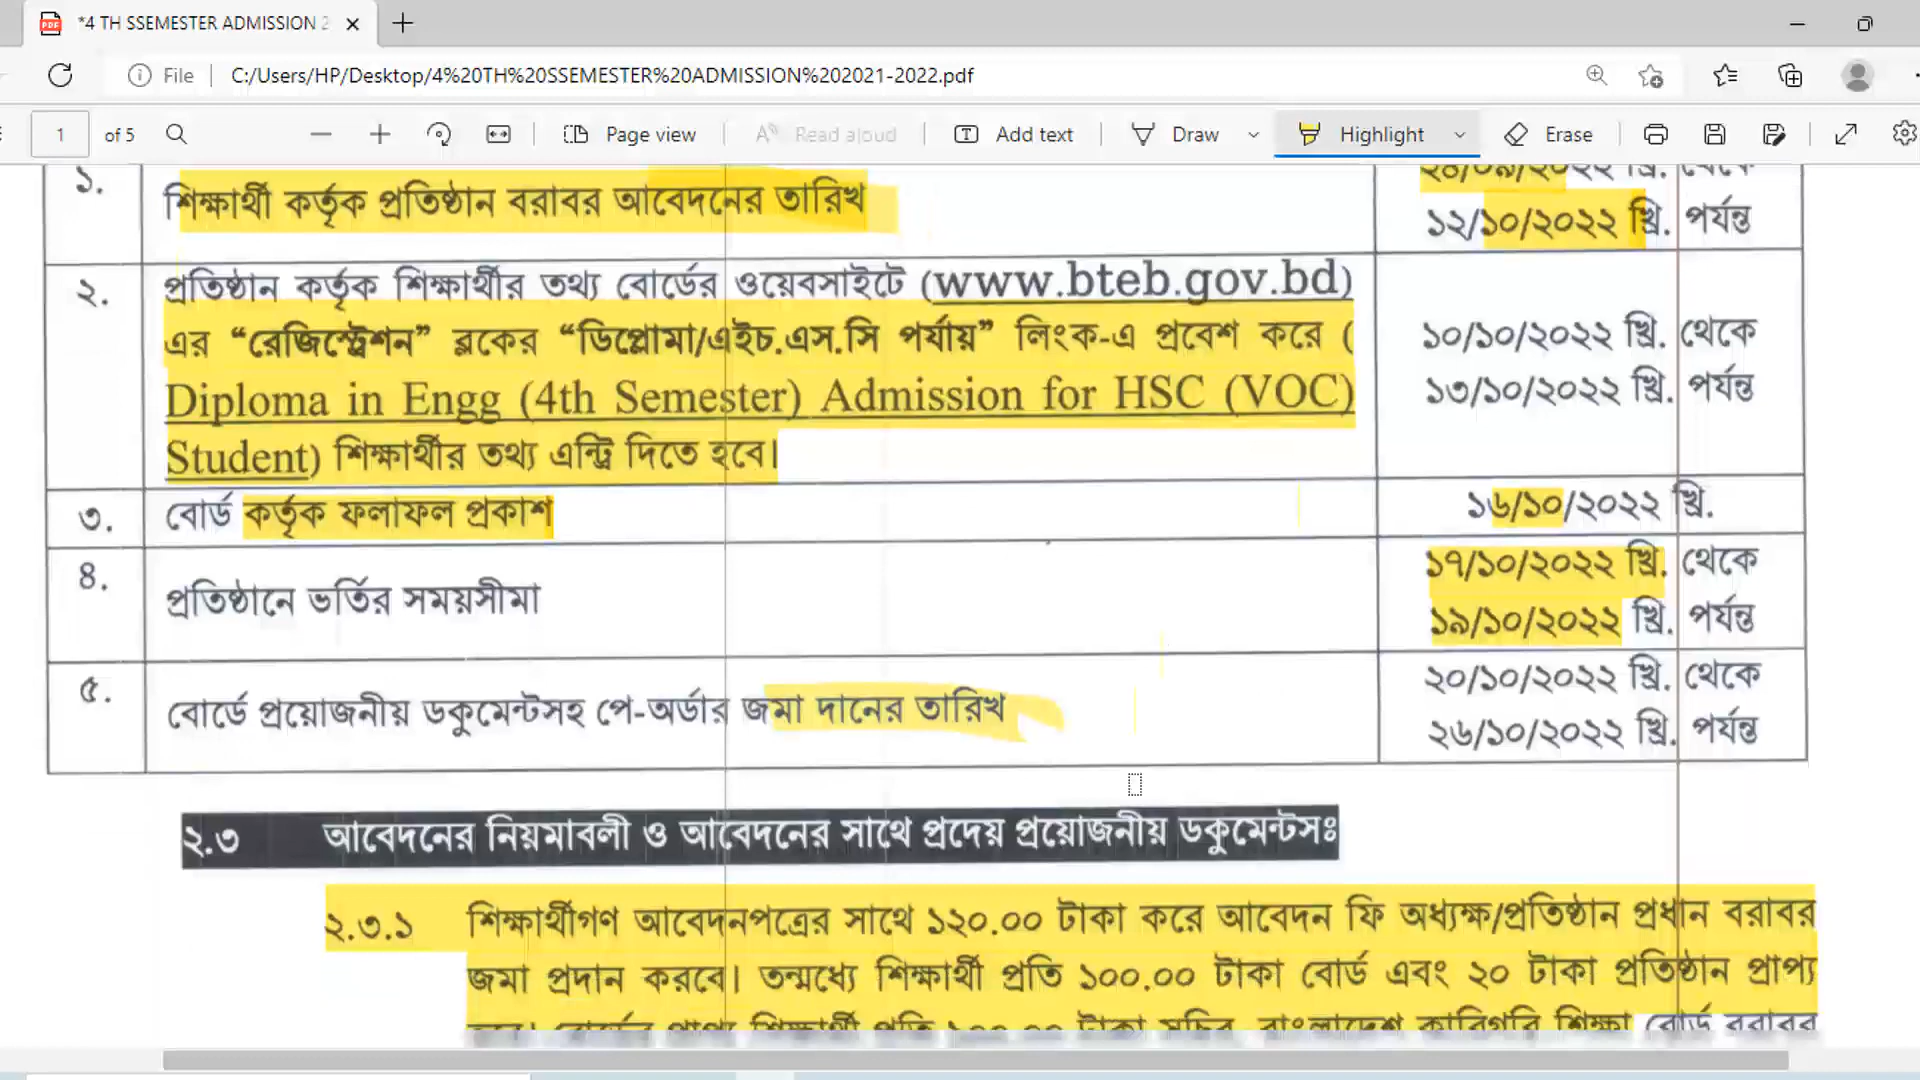 *4 TH SSEMESTER ADMISSION 2
File
C:/Users/HP/Desktop/4%20TH%20SSEMESTER%20ADMISSION%202021-2022.pdf
1 of 5 Page view Read aloud Add text Draw Highlight Erase
১. শিক্ষার্থী কর্তৃক প্রতিষ্ঠান বরাবর আবেদনের তারিখ
১২/১০/২০২২ খ্রি. পর্যন্ত
২. প্রতিষ্ঠান কর্তৃক শিক্ষার্থীর তথ্য বোর্ডের ওয়েবসাইটে (www.bteb.gov.bd)
এর “রেজিস্ট্রেশন” ব্লকের “ডিপ্লোমা/এইচ.এস.সি পর্যায়” লিংক-এ প্রবেশ করে (
১০/১০/২০২২ খ্রি. থেকে
Diploma in Engg (4th Semester) Admission for HSC (VOC)
১৩/১০/২০২২ খ্রি. পর্যন্ত
Student) শিক্ষার্থীর তথ্য এন্ট্রি দিতে হবে।
৩. বোর্ড কর্তৃক ফলাফল প্রকাশ ১৬/১০/২০২২ খ্রি.
৪. প্রতিষ্ঠানে ভর্তির সময়সীমা
১৭/১০/২০২২ খ্রি. থেকে
১৯/১০/২০২২ খ্রি. পর্যন্ত
৫. বোর্ডে প্রয়োজনীয় ডকুমেন্টসহ পে-অর্ডার জমা দানের তারিখ
২০/১০/২০২২ খ্রি. থেকে
২৬/১০/২০২২ খ্রি. পর্যন্ত
২.৩ আবেদনের নিয়মাবলী ও আবেদনের সাথে প্রদেয় প্রয়োজনীয় ডকুমেন্টসঃ
২.৩.১ শিক্ষার্থীগণ আবেদনপত্রের সাথে ১২০.০০ টাকা করে আবেদন ফি অধ্যক্ষ/প্রতিষ্ঠান প্রধান বরাবর
জমা প্রদান করবে। তন্মধ্যে শিক্ষার্থী প্রতি ১০০.০০ টাকা বোর্ড এবং ২০ টাকা প্রতিষ্ঠান প্রাপ্য